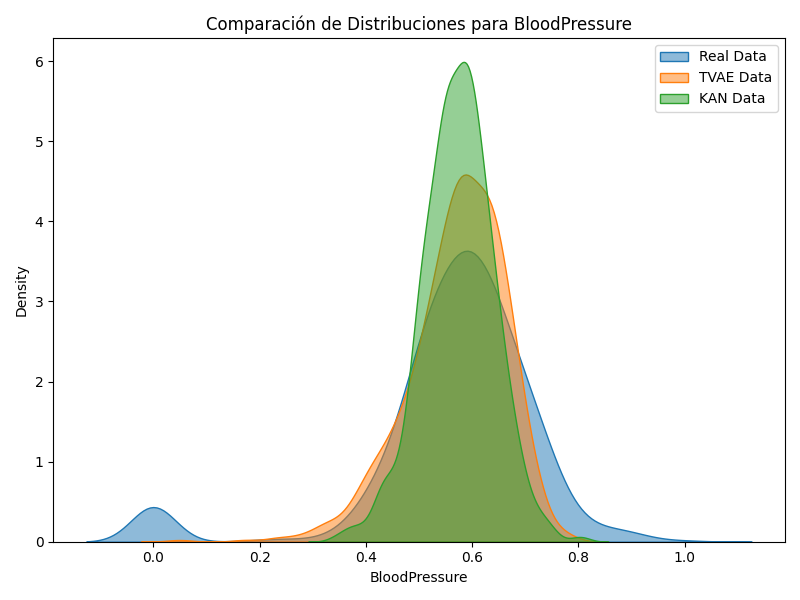 Comparación de Distribuciones para BloodPressure
Real Data
TVAE Data
KAN Data
6
5
4
3
2
1
0
Density
0.0 0.2 0.4 0.6 0.8 1.0
BloodPressure